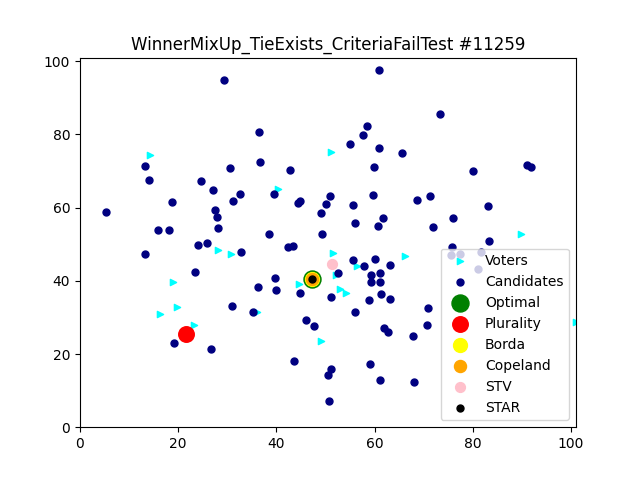 WinnerMixUp_TieExists_CriteriaFailTest #11259
100
80
60
40
20
0
0
20
40
60
80
100
Voters
Candidates
Optimal
Plurality
Borda
Copeland
STV
STAR